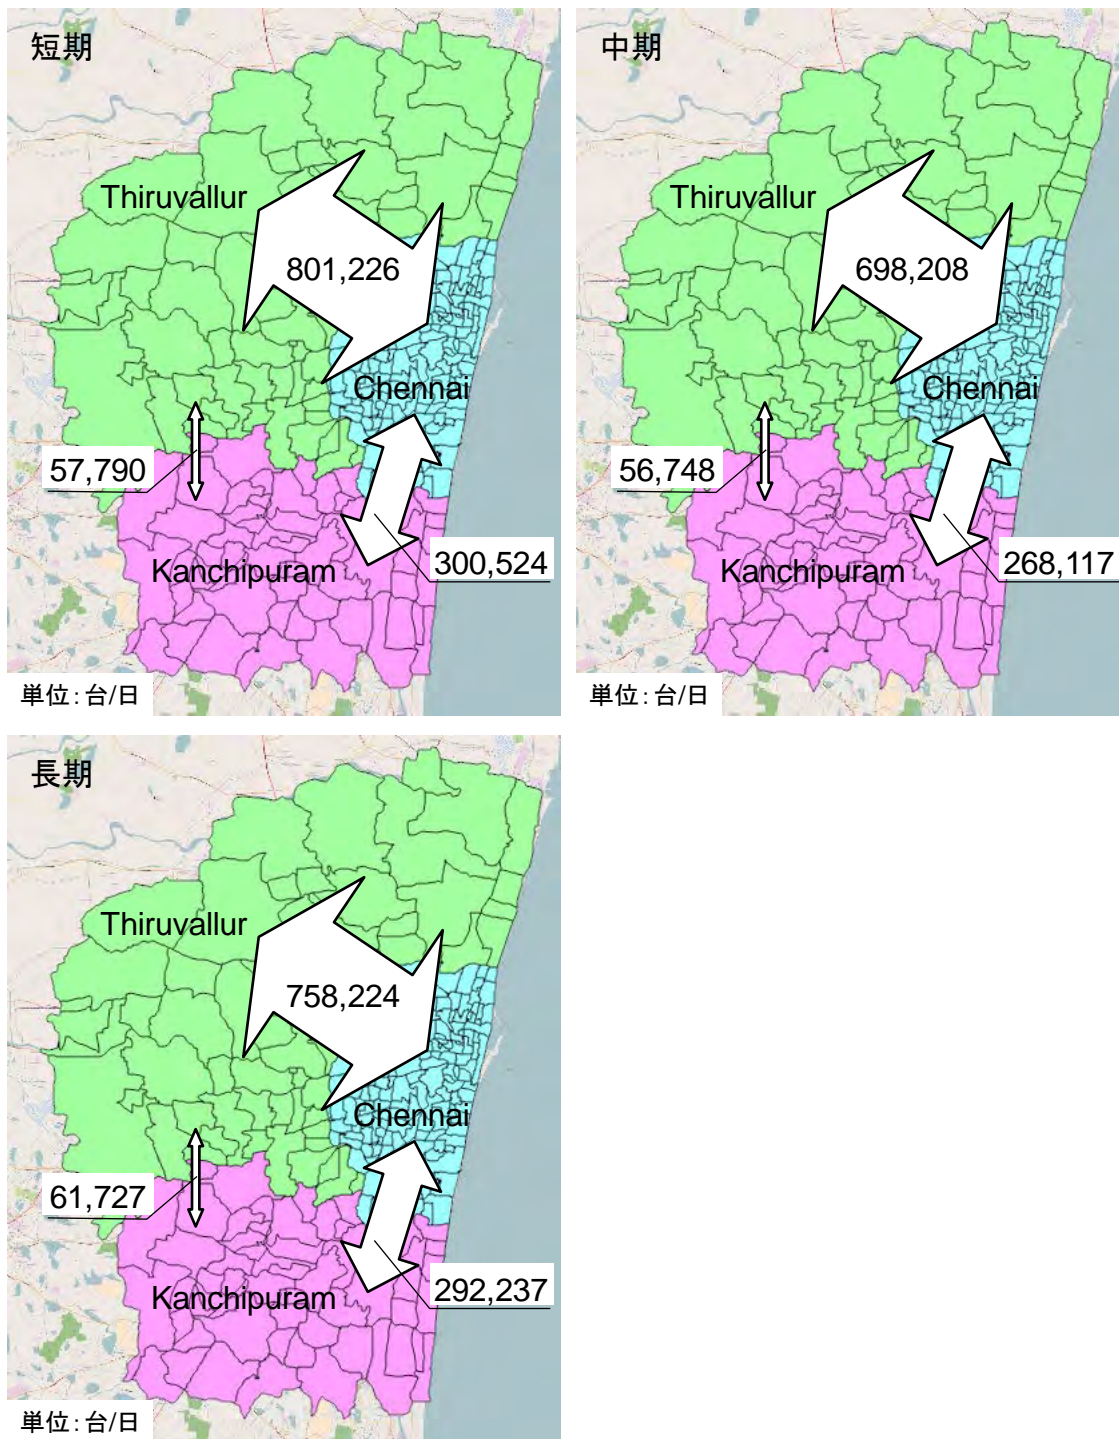 短期
Thiruvallur
801,226
Chennai
57,790
300,524
Kanchipuram
単位：台/日
中期
Thiruvallur
698,208
Chennai
56,748
268,117
Kanchipuram
単位：台/日
長期
Thiruvallur
758,224
Chennai
61,727
292,237
Kanchipuram
単位：台/日